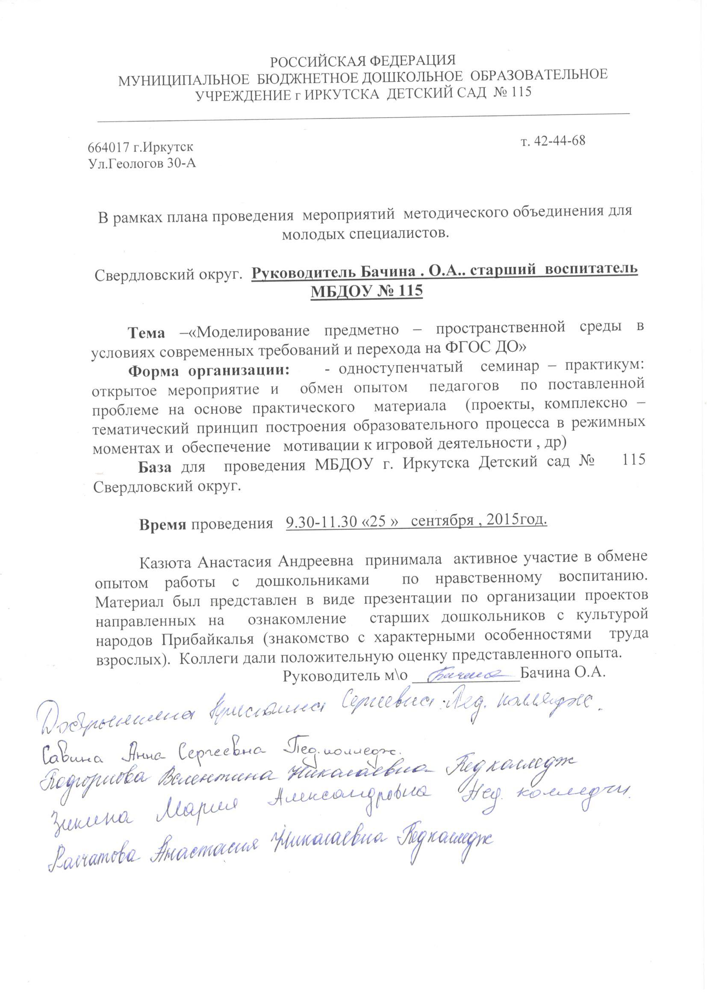 РОССИЙСКАЯ ФЕДЕРАЦИЯ
МУНИЦИПАЛЬНОЕ БЮДЖНЕТНОЕ ДОШКОЛЬНОЕ ОБРАЗОВАТЕЛЬНОЕ
УЧРЕЖДЕНИЕ г ИРКУТСКА ДЕТСКИЙ САД № 115
664017 г.Иркутск т. 42-44-68
Ул.Геологов 30-А
В рамках плана проведения мероприятий методического объединения для
молодых специалистов.
Свердловский округ. Руководитель Бачина . О.А.. старший воспитатель
МБДОУ № 115
Тема –«Моделирование предметно – пространственной среды в
условиях современных требований и перехода на ФГОС ДО»
Форма организации: - одноступенчатый семинар – практикум:
открытое мероприятие и обмен опытом педагогов по поставленной
проблеме на основе практического материала (проекты, комплексно –
тематический принцип построения образовательного процесса в режимных
моментах и обеспечение мотивации к игровой деятельности , др)
База для проведения МБДОУ г. Иркутска Детский сад № 115
Свердловский округ.
Время проведения 9.30-11.30 «25 » сентября , 2015год.
Казюта Анастасия Андреевна принимала активное участие в обмене
опытом работы с дошкольниками по нравственному воспитанию.
Материал был представлен в виде презентации по организации проектов
направленных на ознакомление старших дошкольников с культурой
народов Прибайкалья (знакомство с характерными особенностями труда
взрослых). Коллеги дали положительную оценку представленного опыта.
Руководитель м\о Бачина Бачина О.А.
Кристина Сергеевна Пед. колледж.
Савина Анна Сергеевна Пед. колледж.
Валентина Николаевна Педколледж
Зикина Мария Александровна Пед.
Анастасия Николаевна Педколледж